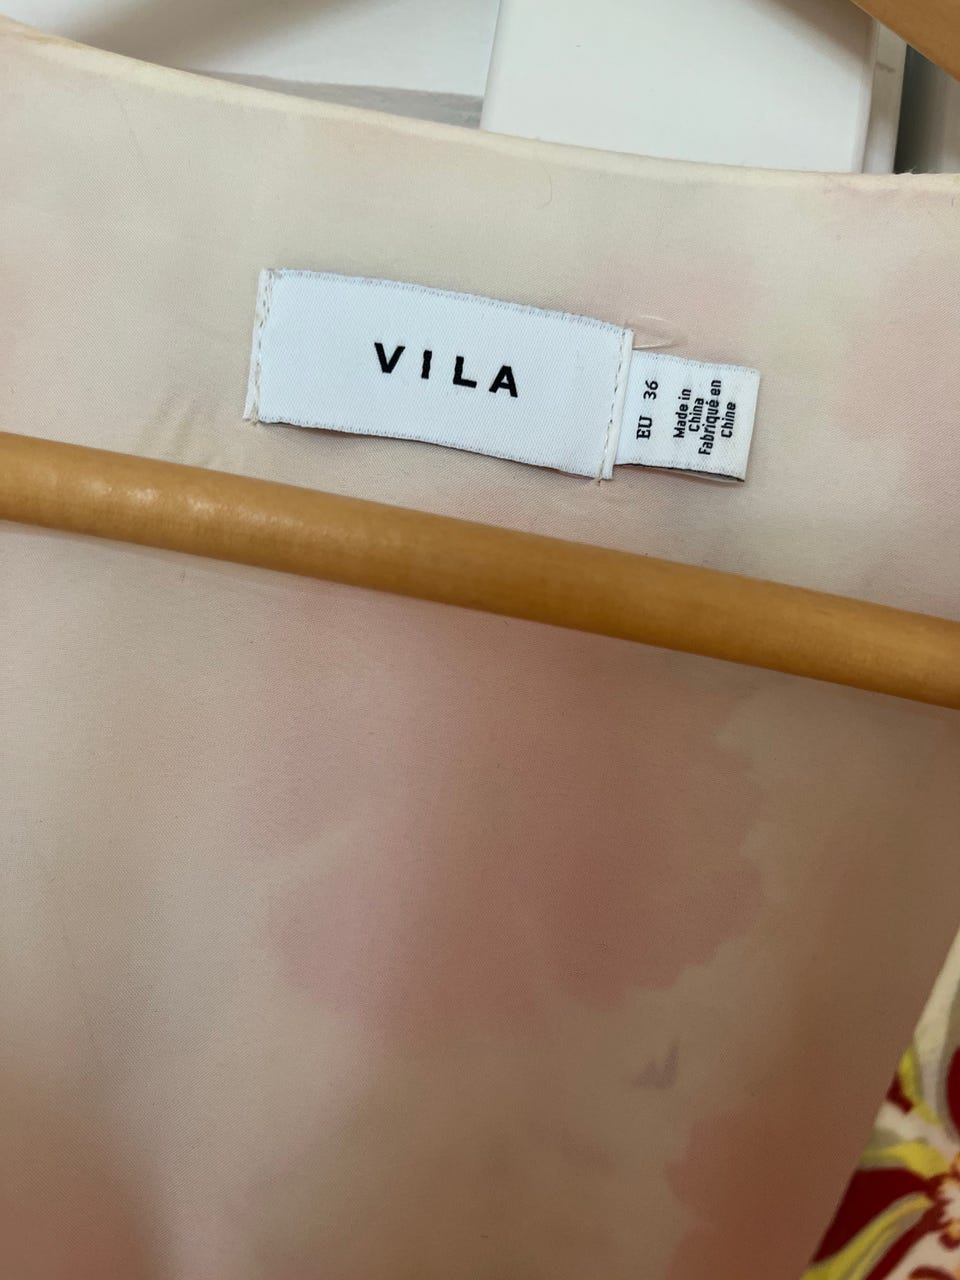 VILA
EU 36
Made in
China
Fabriqué en
Chine